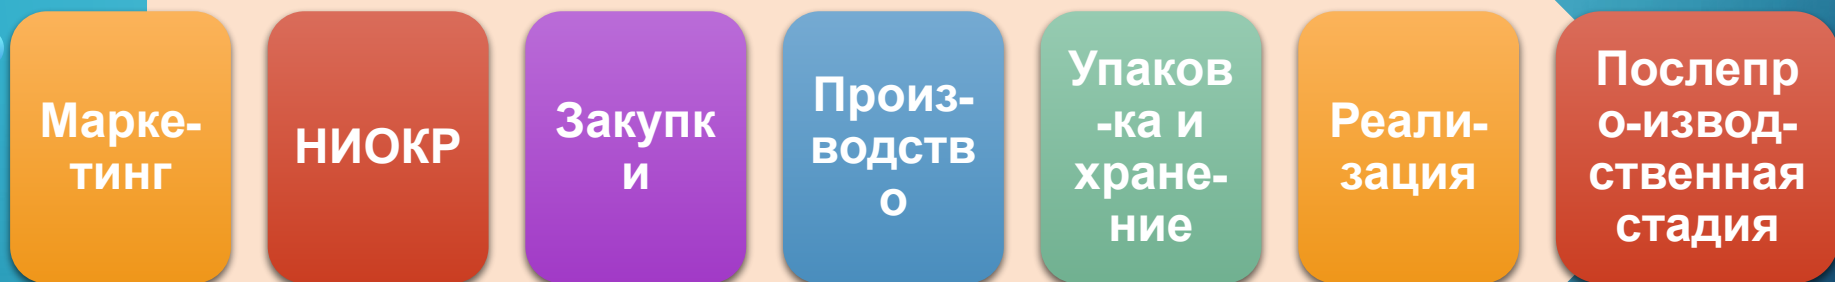 Марке-
тинг
НИОКР
Закупк
и
Произ-
водств
о
Упаков
-ка и
хране-
ние
Реали-
зация
Послепр
о-извод-
ственная
стадия